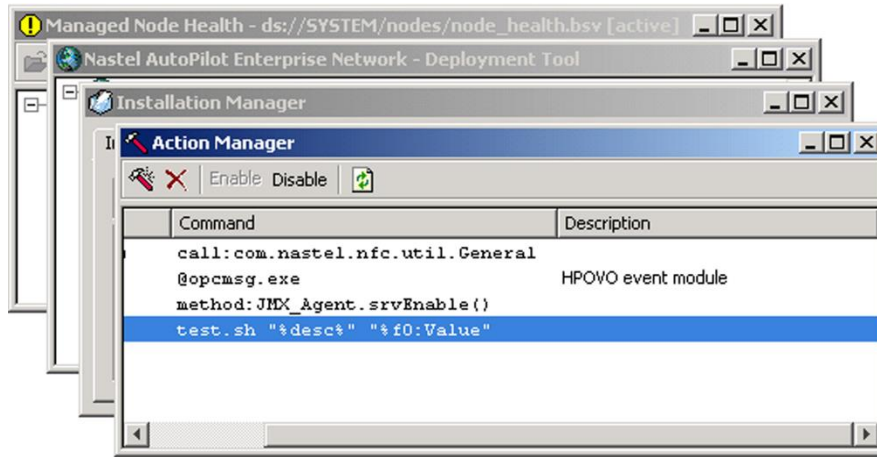 Managed Node Health - ds://SYSTEM/nodes/node_health.bsv [active]
Nastel AutoPilot Enterprise Network - Deployment Tool
Installation Manager
Action Manager
Enable Disable
Command Description
call:com.nastel.nfc.util.General
@opcmsg.exe HPOVO event module
method:JMX_Agent.srvEnable()
test.sh "%desc%" "%f0:Value"